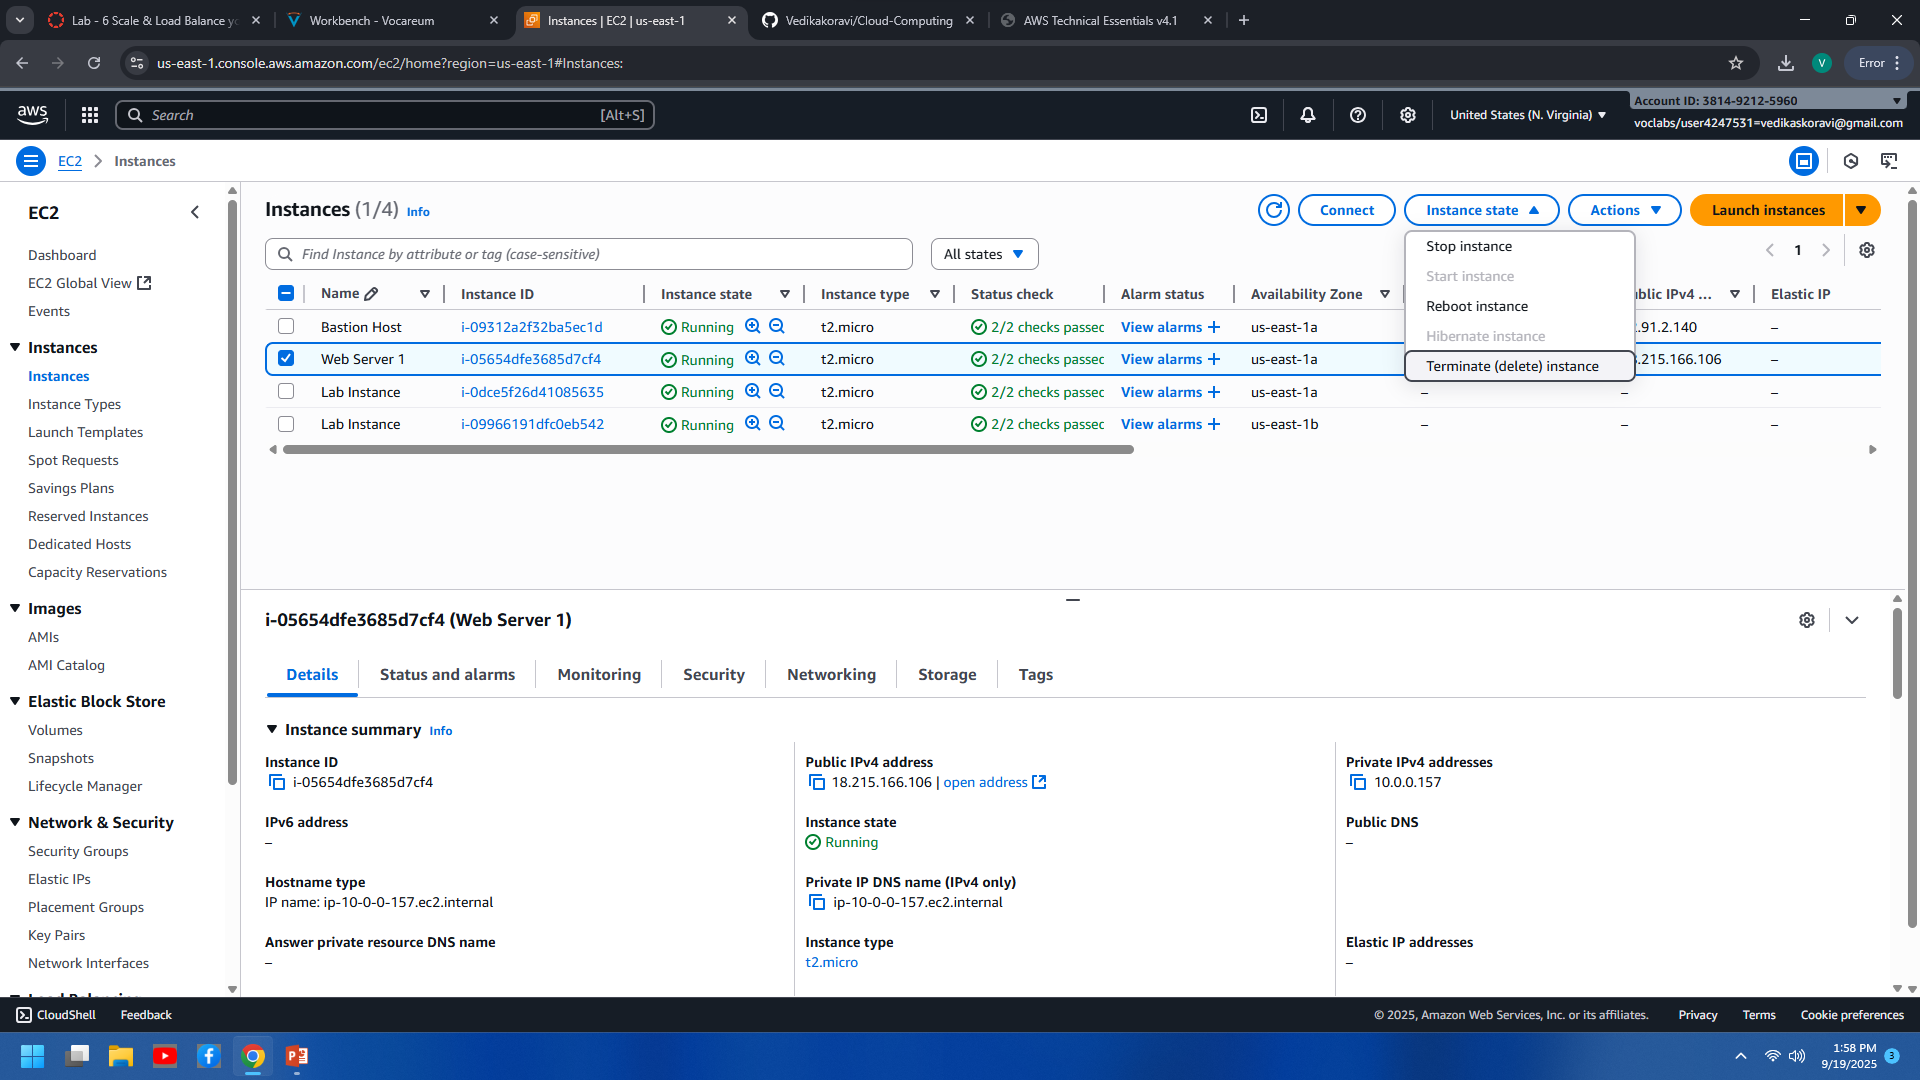 Lab - 6 Scale & Load Balance yo
Workbench - Vocareum
Instances | EC2 | us-east-1
Vedikakoravi/Cloud-Computing
AWS Technical Essentials v4.1
us-east-1.console.aws.amazon.com/ec2/home?region=us-east-1#Instances:
V
Error
aws
Search
[Alt+S]
United States (N. Virginia)
Account ID: 3814-9212-5960
voclabs/user4247531=vedikaskoravi@gmail.com
EC2
Instances
EC2
Dashboard
EC2 Global View
Events
Instances
Instances
Instance Types
Launch Templates
Spot Requests
Savings Plans
Reserved Instances
Dedicated Hosts
Capacity Reservations
Images
AMIs
AMI Catalog
Elastic Block Store
Volumes
Snapshots
Lifecycle Manager
Network & Security
Security Groups
Elastic IPs
Placement Groups
Key Pairs
Network Interfaces
Instances (1/4) Info
Connect
Instance state
Actions
Launch instances
Stop instance
Start instance
Reboot instance
Hibernate instance
Terminate (delete) instance
Find Instance by attribute or tag (case-sensitive)
All states
1
Name Instance ID Instance state Instance type Status check Alarm status Availability Zone blic IPv4 ... Elastic IP
Bastion Host i-09312a2f32ba5ec1d Running t2.micro 2/2 checks passed View alarms + us-east-1a .91.2.140 –
Web Server 1 i-05654dfe3685d7cf4 Running t2.micro 2/2 checks passed View alarms + us-east-1a .215.166.106 –
Lab Instance i-0dce5f26d41085635 Running t2.micro 2/2 checks passed View alarms + us-east-1a – – –
Lab Instance i-09966191dfc0eb542 Running t2.micro 2/2 checks passed View alarms + us-east-1b – – –
i-05654dfe3685d7cf4 (Web Server 1)
Details
Status and alarms
Monitoring
Security
Networking
Storage
Tags
Instance summary Info
Instance ID
i-05654dfe3685d7cf4
Public IPv4 address
18.215.166.106 | open address
Private IPv4 addresses
10.0.0.157
IPv6 address
–
Instance state
Running
Public DNS
–
Hostname type
IP name: ip-10-0-0-157.ec2.internal
Private IP DNS name (IPv4 only)
ip-10-0-0-157.ec2.internal
Answer private resource DNS name
–
Instance type
t2.micro
Elastic IP addresses
–
CloudShell
Feedback
© 2025, Amazon Web Services, Inc. or its affiliates.
Privacy
Terms
Cookie preferences
1:58 PM
9/19/2025
3